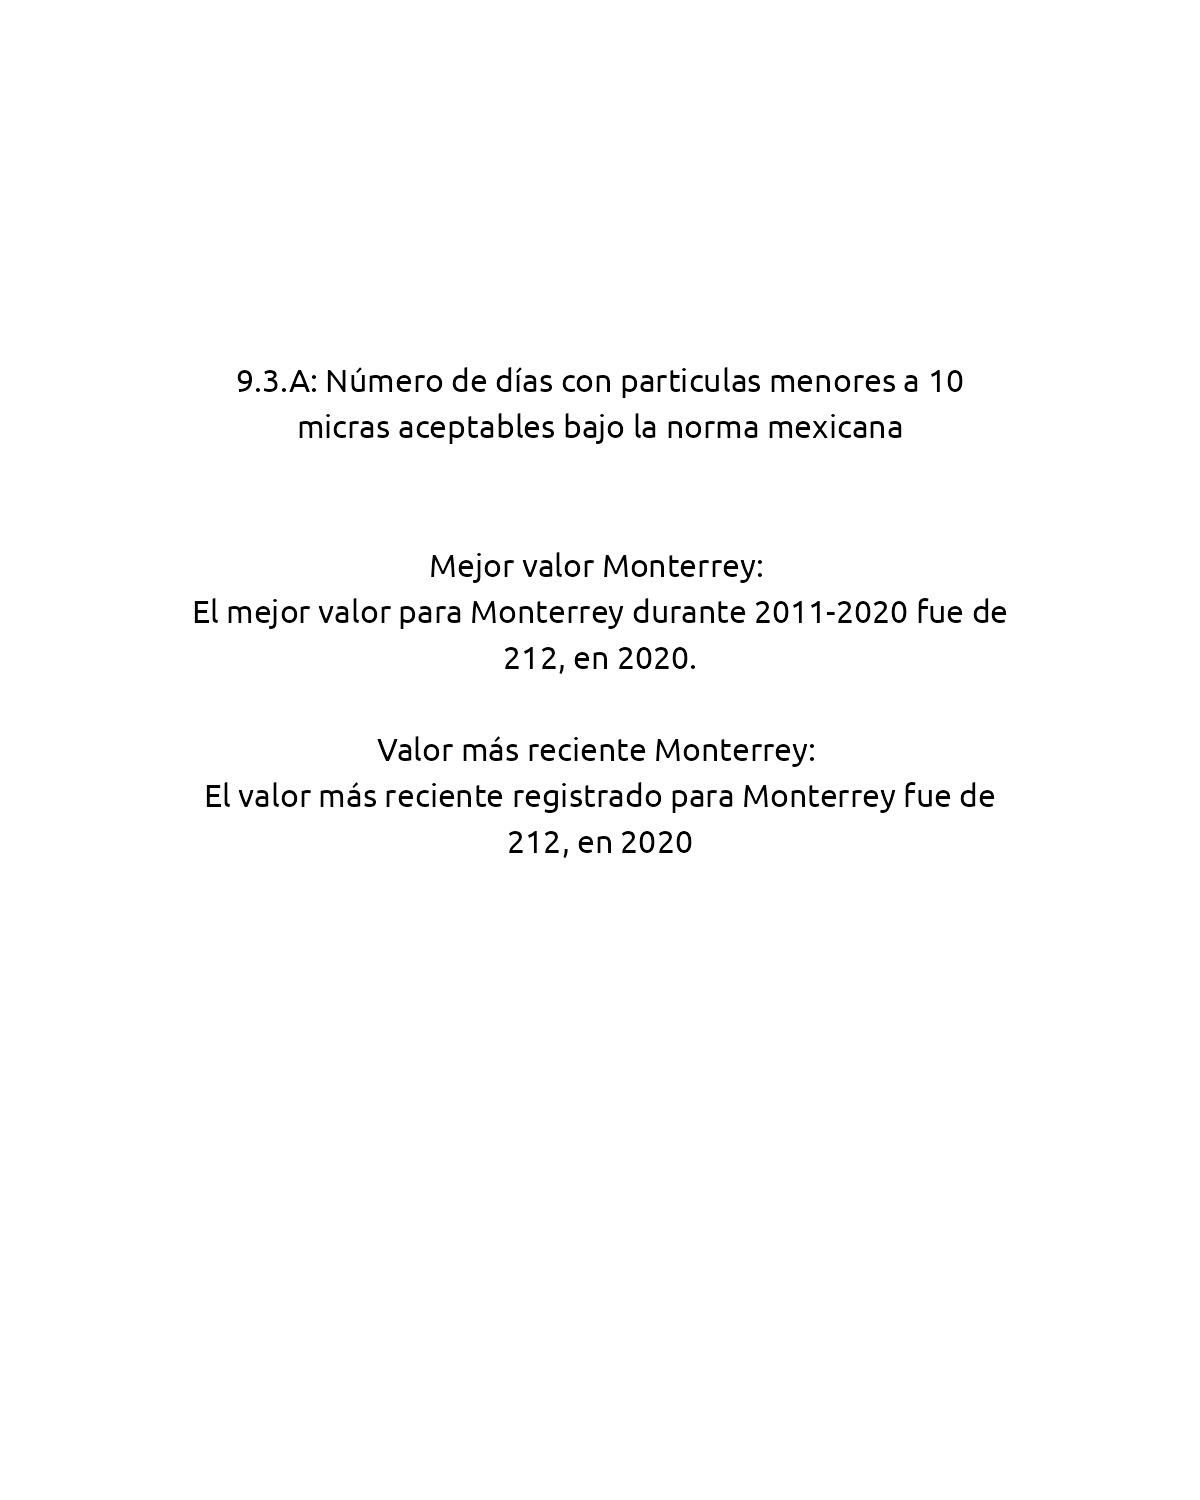 9.3.A: Número de días con particulas menores a 10
micras aceptables bajo la norma mexicana
Mejor valor Monterrey:
El mejor valor para Monterrey durante 2011-2020 fue de
212, en 2020.
Valor más reciente Monterrey:
El valor más reciente registrado para Monterrey fue de
212, en 2020